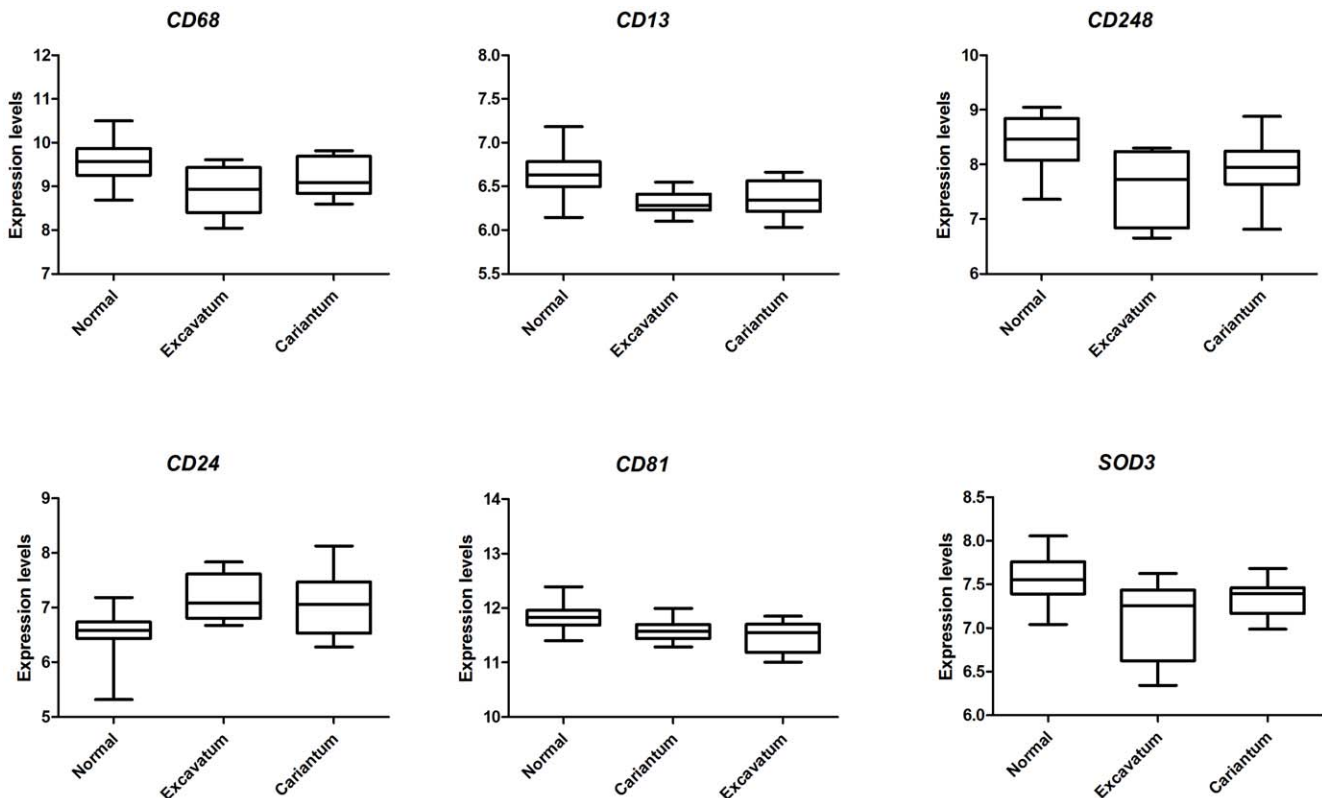 CD68
Expression levels
12
11
10
9
8
7
Normal
Excavatum
Cariantum
CD13
Expression levels
8.0
7.5
7.0
6.5
6.0
5.5
Normal
Excavatum
Cariantum
CD248
Expression levels
10
9
8
7
6
Normal
Excavatum
Cariantum
CD24
Expression levels
9
8
7
6
5
Normal
Excavatum
Cariantum
CD81
Expression levels
14
13
12
11
10
Normal
Cariantum
Excavatum
SOD3
Expression levels
8.5
8.0
7.5
7.0
6.5
6.0
Normal
Excavatum
Cariantum